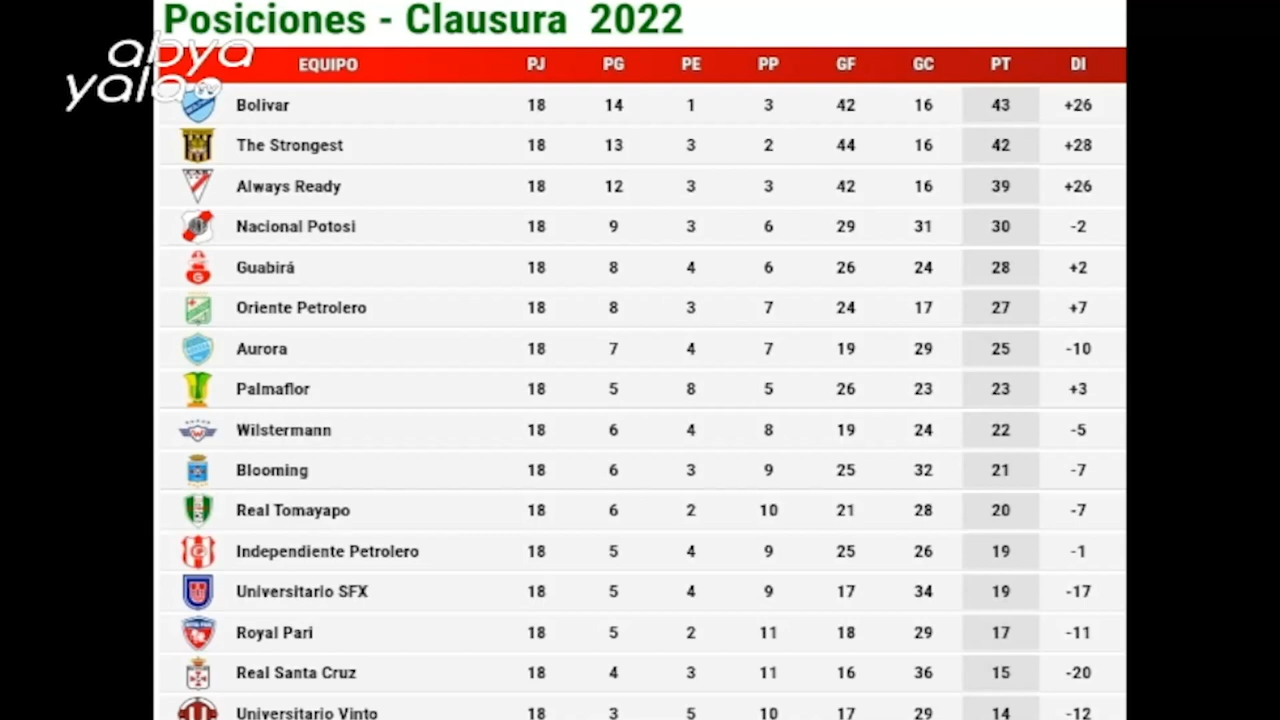 Posiciones - Clausura 2022
abya
yala tv
EQUIPO PJ PG PE PP GF GC PT DI
Bolivar 18 14 1 3 42 16 43 +26
The Strongest 18 13 3 2 44 16 42 +28
Always Ready 18 12 3 3 42 16 39 +26
Nacional Potosi 18 9 3 6 29 31 30 -2
Guabirá 18 8 4 6 26 24 28 +2
Oriente Petrolero 18 8 3 7 24 17 27 +7
Aurora 18 7 4 7 19 29 25 -10
Palmaflor 18 5 8 5 26 23 23 +3
Wilstermann 18 6 4 8 19 24 22 -5
Blooming 18 6 3 9 25 32 21 -7
Real Tomayapo 18 6 2 10 21 28 20 -7
Independiente Petrolero 18 5 4 9 25 26 19 -1
Universitario SFX 18 5 4 9 17 34 19 -17
Royal Pari 18 5 2 11 18 29 17 -11
Real Santa Cruz 18 4 3 11 16 36 15 -20
Universitario Vinto 18 3 5 10 17 29 14 -12